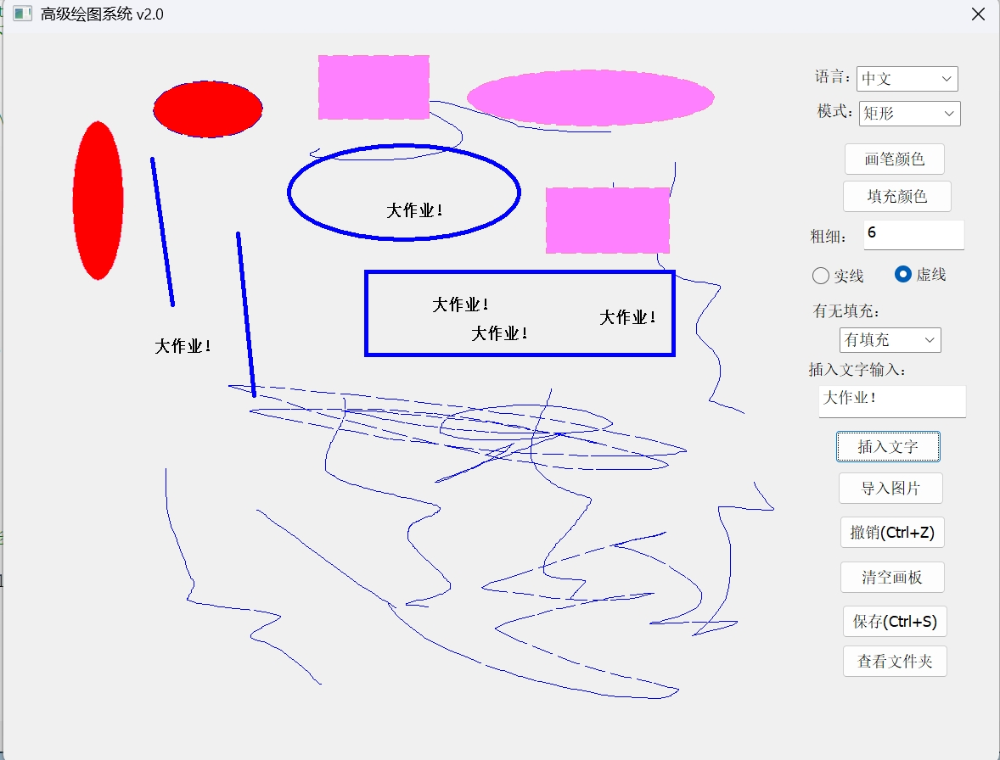 高级绘图系统 v2.0
语言：
中文
模式：
矩形
画笔颜色
填充颜色
大作业！
粗细：
6
实线
虚线
大作业！
大作业！
大作业！
大作业！
有无填充：
有填充
插入文字输入：
大作业！
插入文字
导入图片
撤销(Ctrl+Z)
清空画板
保存(Ctrl+S)
查看文件夹